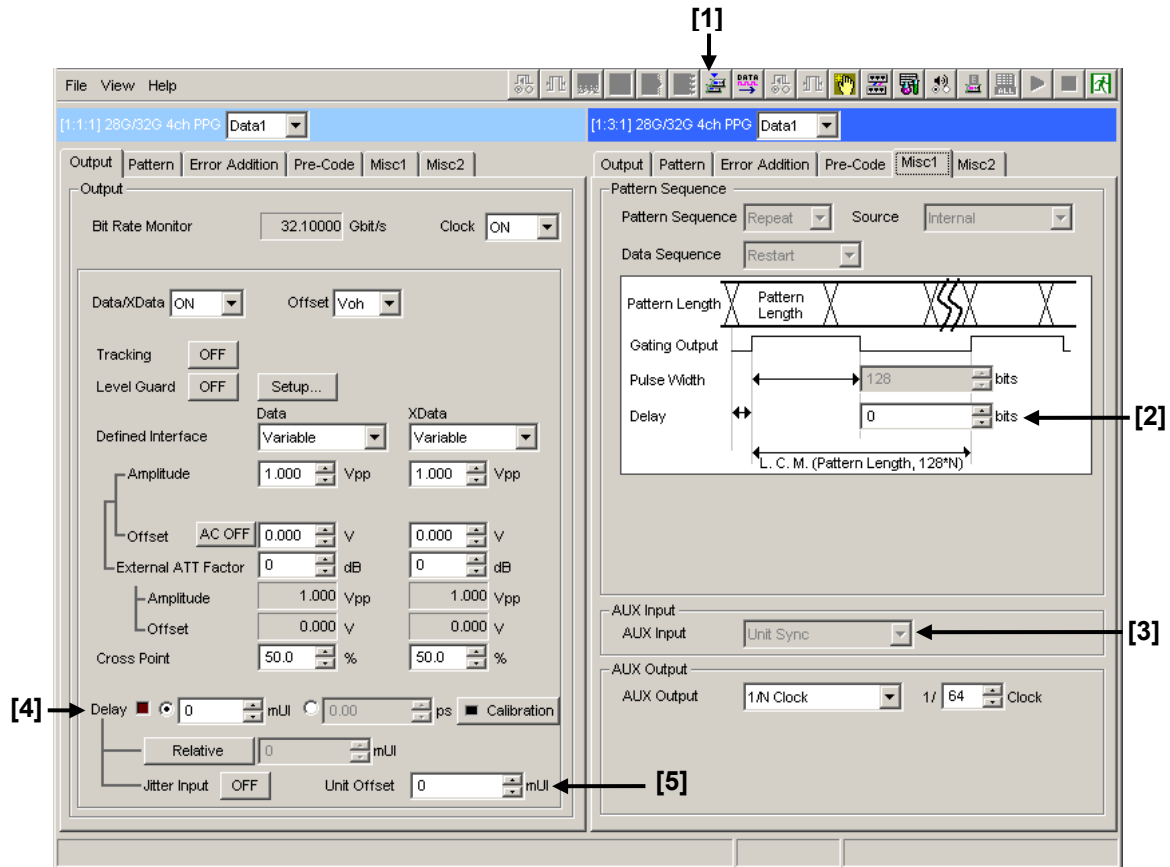 [1]
File View Help
DATA
ALL
[1:1:1] 28G/32G 4ch PPG Data1
[1:3:1] 28G/32G 4ch PPG Data1
Output Pattern Error Addition Pre-Code Misc1 Misc2
Output
Bit Rate Monitor 32.10000 Gbit/s Clock ON
Data/XData ON Offset Voh
Tracking OFF
Level Guard OFF Setup...
Data XData
Defined Interface Variable Variable
Amplitude 1.000 Vpp 1.000 Vpp
Offset AC OFF 0.000 V 0.000 V
External ATT Factor 0 dB 0 dB
Amplitude 1.000 Vpp 1.000 Vpp
Offset 0.000 V 0.000 V
Cross Point 50.0 % 50.0 %
[4] Delay 0 mUI 0.00 ps Calibration
Relative 0 mUI
Jitter Input OFF Unit Offset 0 mUI [5]
Output Pattern Error Addition Pre-Code Misc1 Misc2
Pattern Sequence
Pattern Sequence Repeat Source Internal
Data Sequence Restart
Pattern Length Pattern Length
Gating Output
Pulse Width 128 bits
Delay 0 bits [2]
L. C. M. (Pattern Length, 128*N)
AUX Input
AUX Input Unit Sync [3]
AUX Output
AUX Output 1/N Clock 1/ 64 Clock